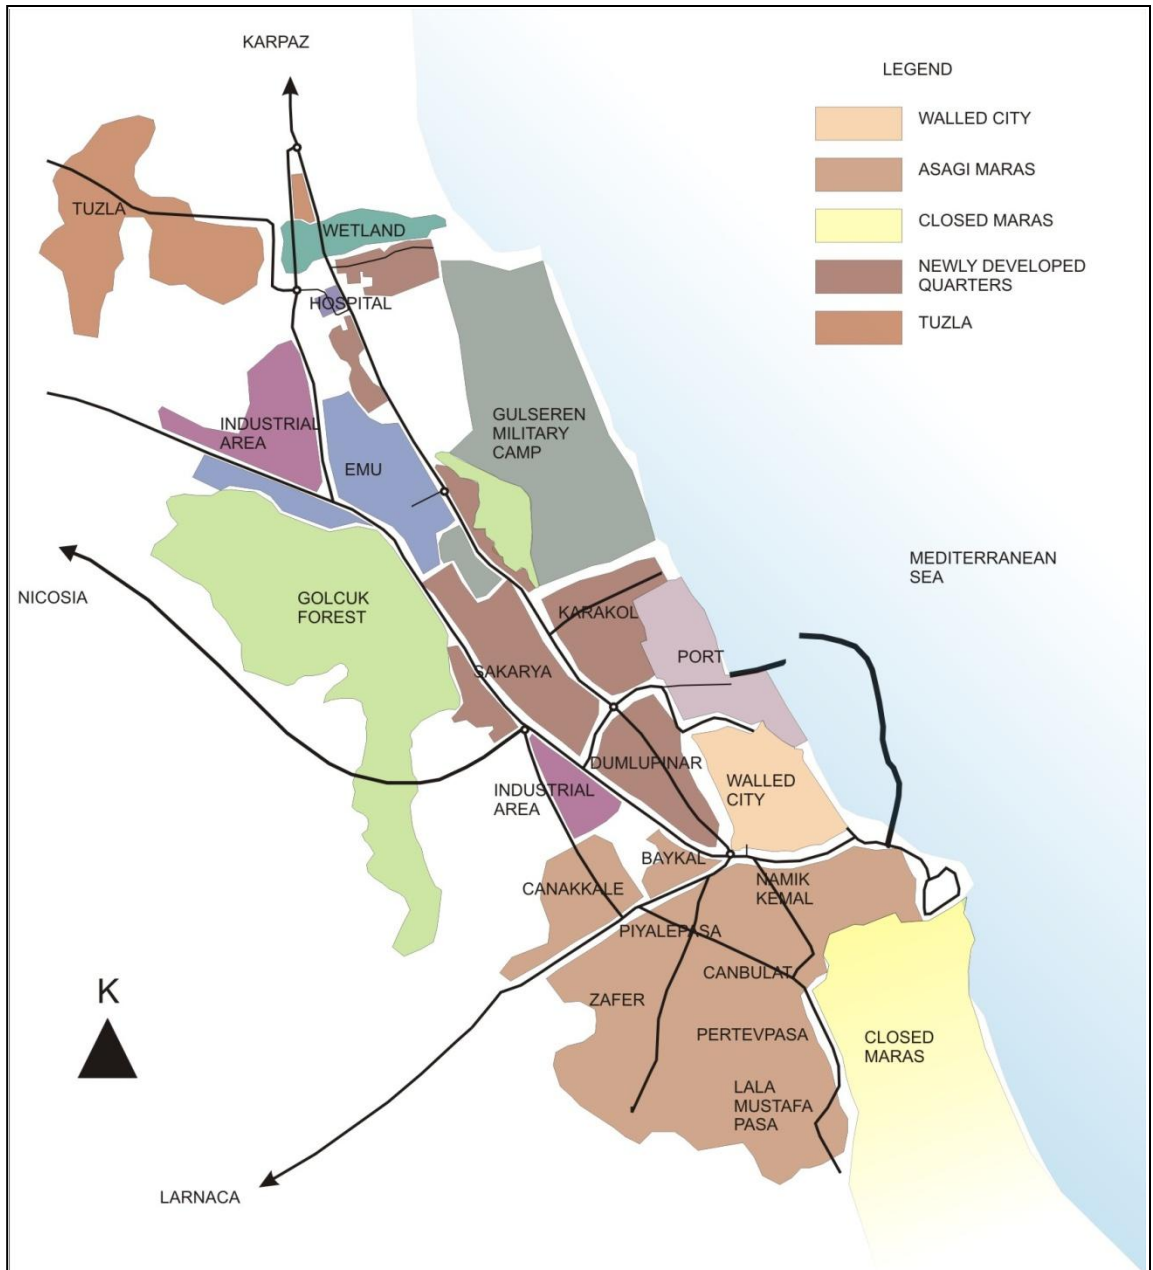 KARPAZ
LEGEND
WALLED CITY
ASAGI MARAS
CLOSED MARAS
NEWLY DEVELOPED
QUARTERS
TUZLA
TUZLA
WETLAND
HOSPITAL
INDUSTRIAL
AREA
EMU
GULSEREN
MILITARY
CAMP
MEDITERRANEAN
SEA
NICOSIA
GOLCUK
FOREST
KARAKOL
SAKARYA
PORT
DUMLUPINAR
WALLED
CITY
INDUSTRIAL
AREA
BAYKAL
CANAKKALE
NAMIK
KEMAL
PIYALEPASA
CANBULAT
ZAFER
PERTEVPASA
CLOSED
MARAS
LALA
MUSTAFA
PASA
K
LARNACA